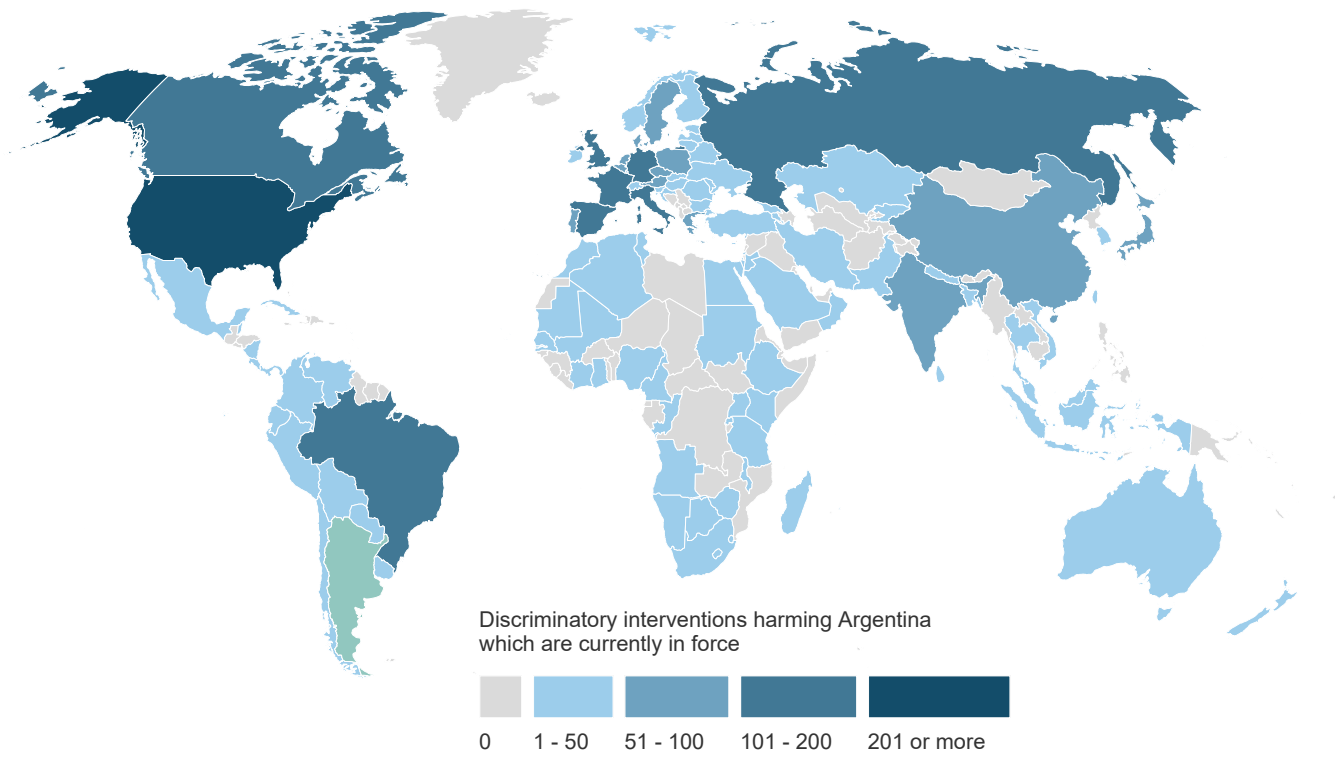 Discriminatory interventions harming Argentina
which are currently in force
0 1 - 50 51 - 100 101 - 200 201 or more